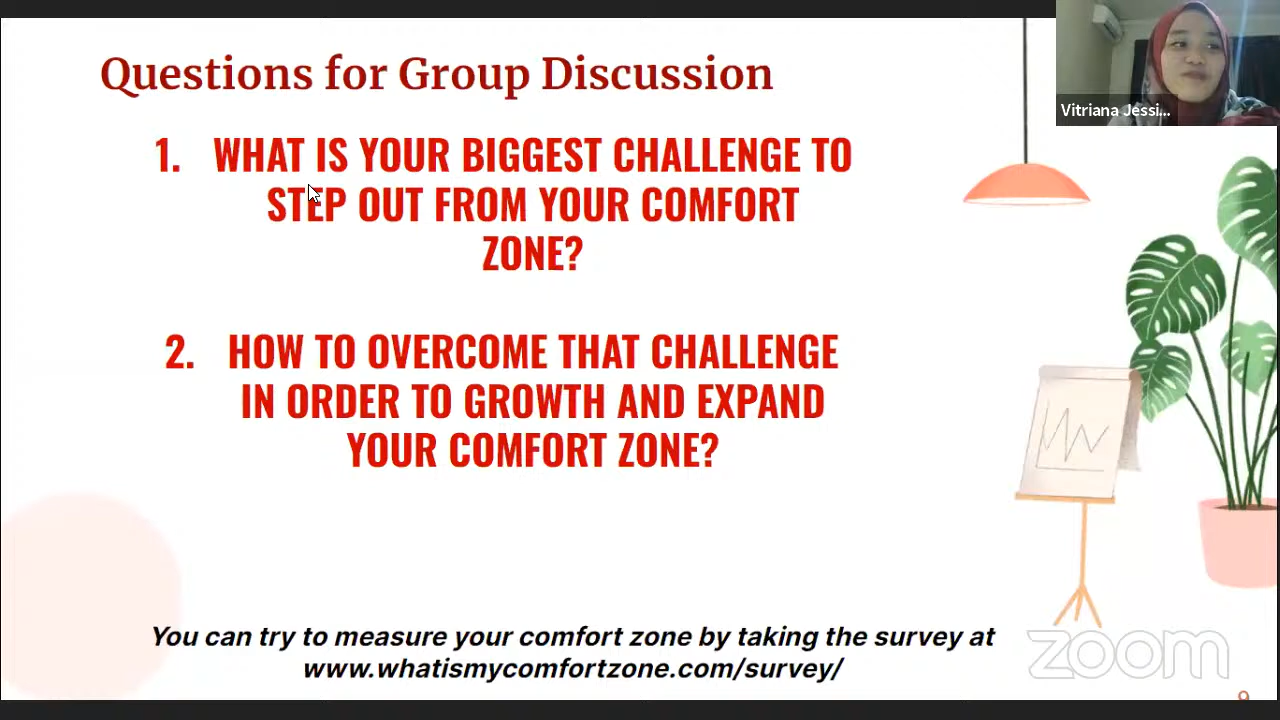 Questions for Group Discussion
Vitriana Jessi...
1. WHAT IS YOUR BIGGEST CHALLENGE TO
STEP OUT FROM YOUR COMFORT
ZONE?
2. HOW TO OVERCOME THAT CHALLENGE
IN ORDER TO GROWTH AND EXPAND
YOUR COMFORT ZONE?
You can try to measure your comfort zone by taking the survey at
www.whatismycomfortzone.com/survey/
zoom
9